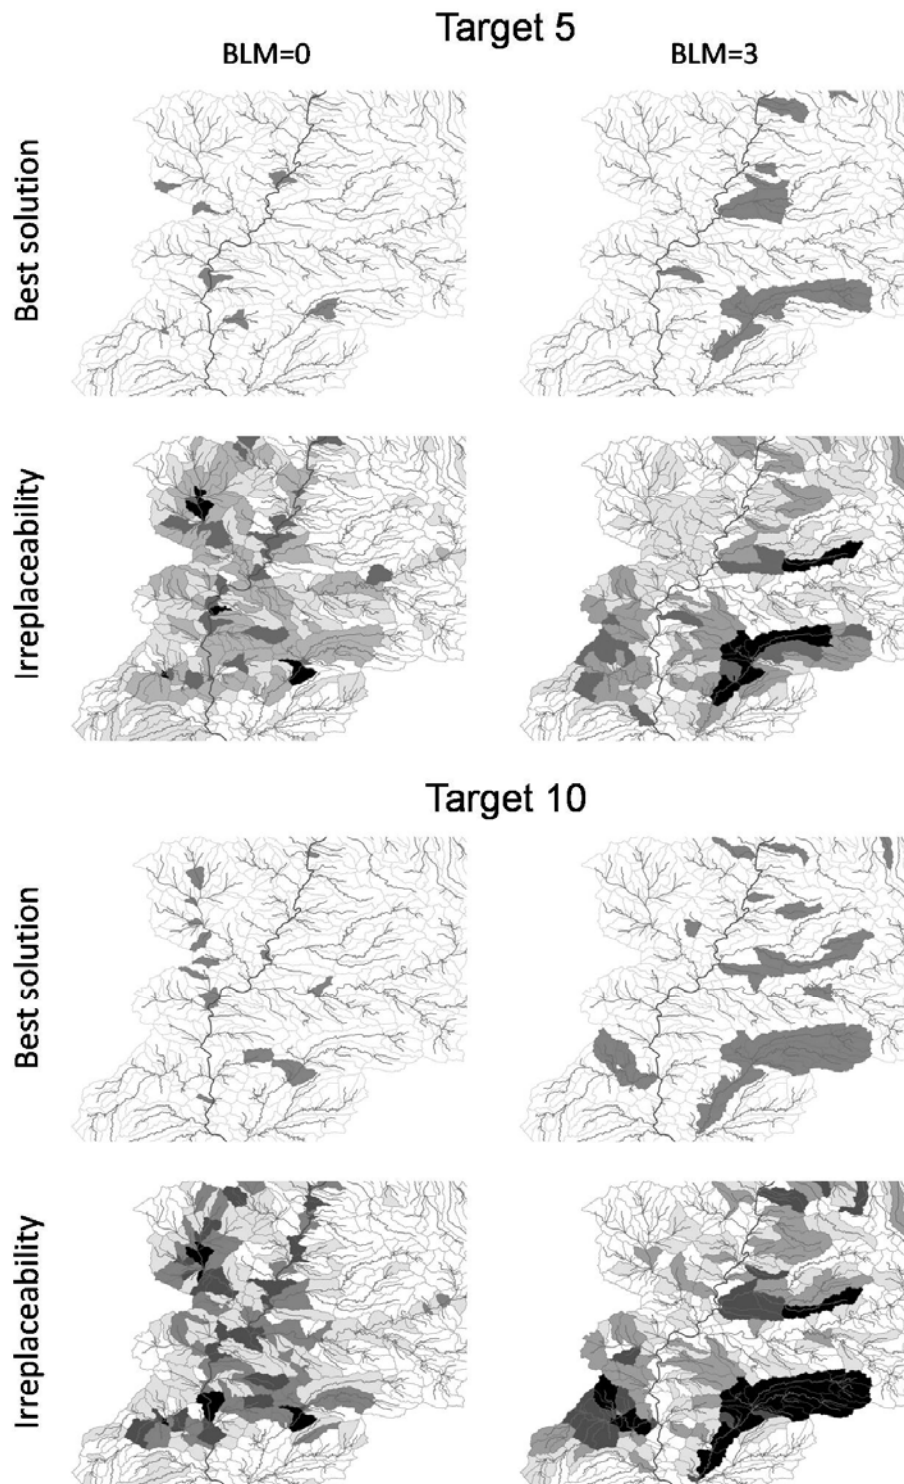 Target 5
BLM=0
BLM=3
Best solution
Irreplaceability
Target 10
Best solution
Irreplaceability